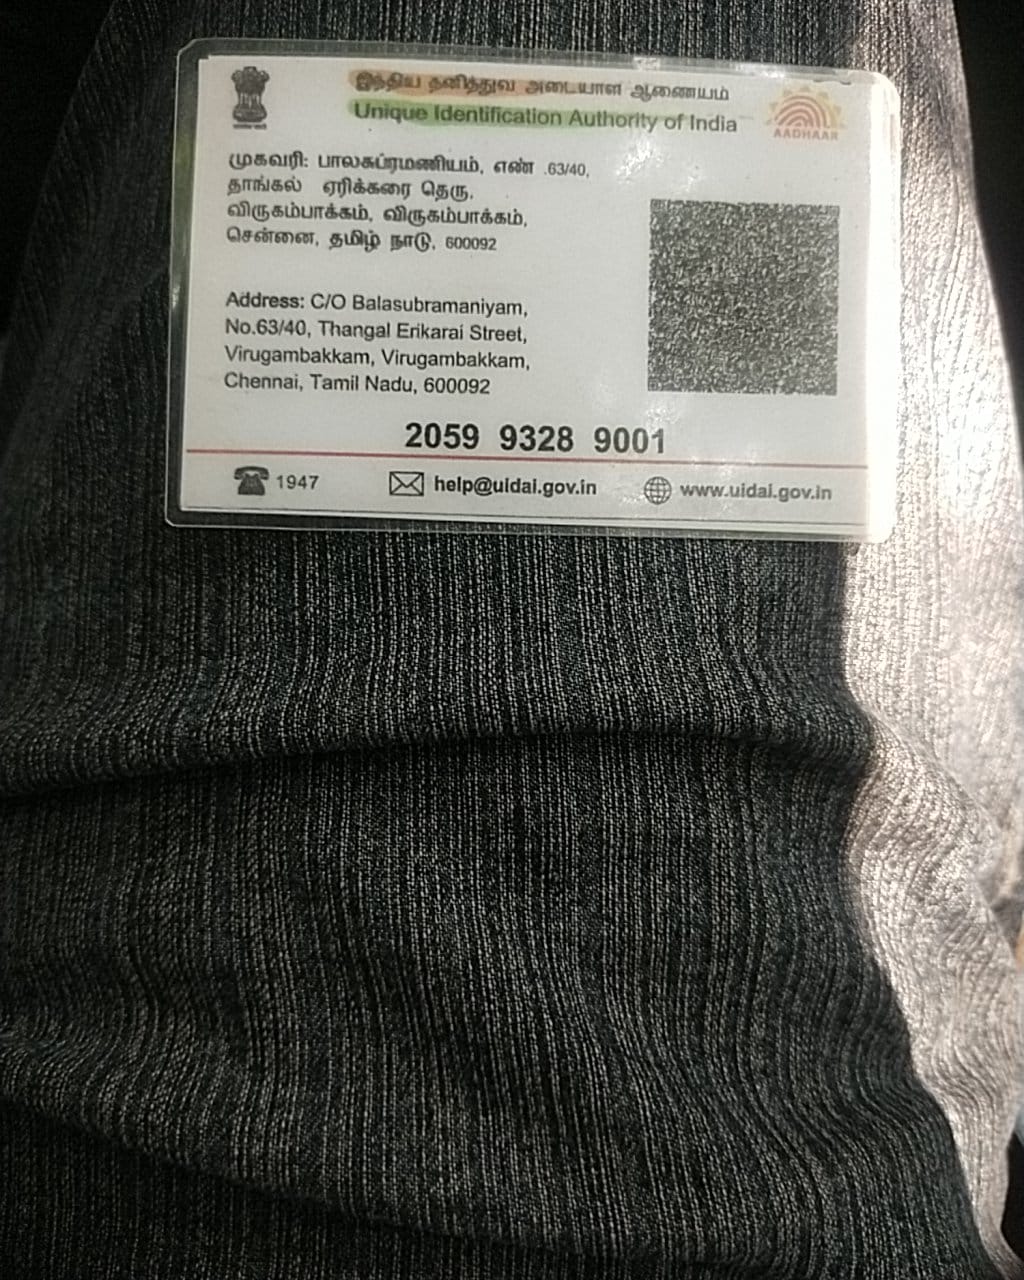 இந்திய தனித்துவ அடையாள ஆணையம்
Unique Identification Authority of India
AADHAAR
முகவரி: பாலசுப்ரமணியம், எண் .63/40,
தாங்கல் ஏரிக்கரை தெரு,
விருகம்பாக்கம், விருகம்பாக்கம்,
சென்னை, தமிழ் நாடு, 600092
Address: C/O Balasubramaniyam,
No.63/40, Thangal Erikarai Street,
Virugambakkam, Virugambakkam,
Chennai, Tamil Nadu, 600092
2059 9328 9001
1947 help@uidai.gov.in www.uidai.gov.in